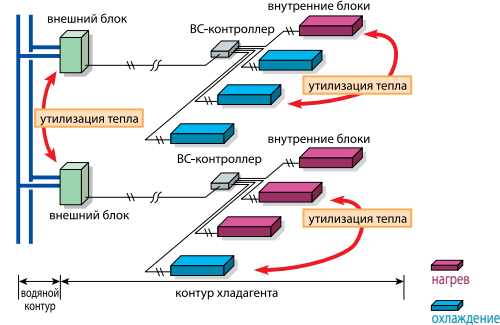 внешний блок
внутренние блоки
BC-контроллер
утилизация тепла
утилизация тепла
внутренние блоки
BC-контроллер
внешний блок
утилизация тепла
водяной
контур
контур хладагента
нагрев
охлаждение